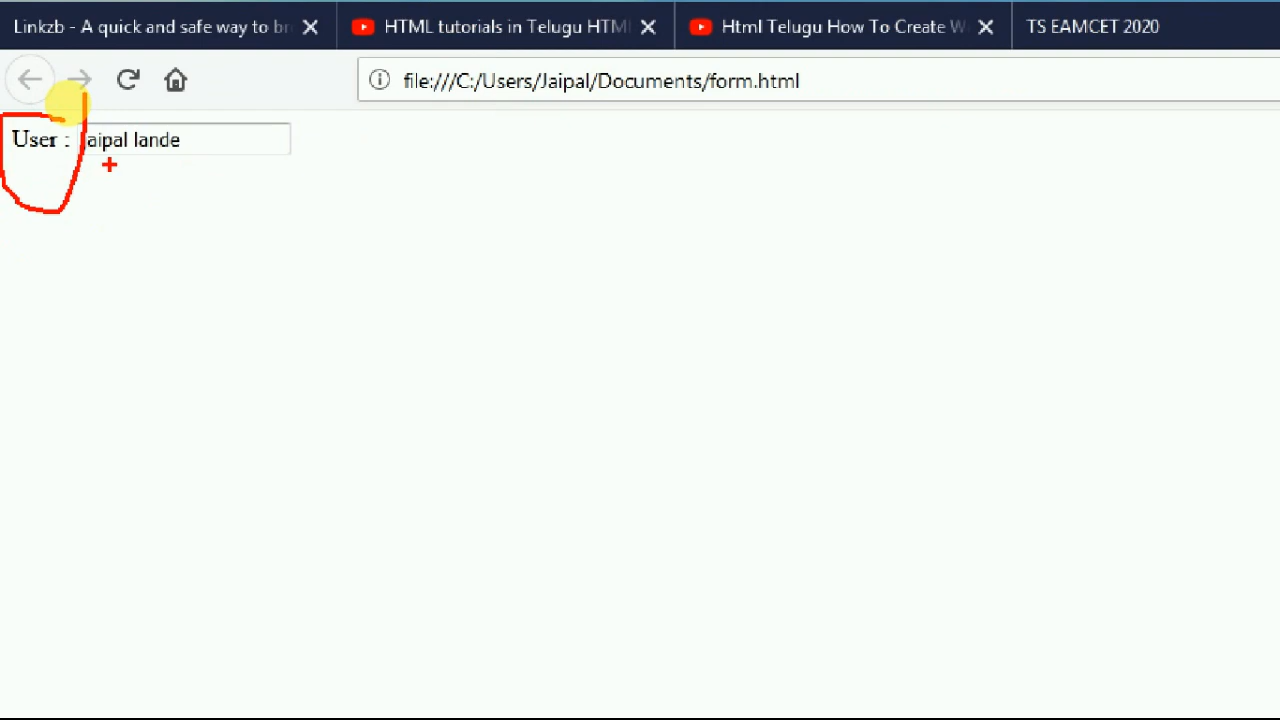 Linkzb - A quick and safe way to br
HTML tutorials in Telugu HTM
Html Telugu How To Create W
TS EAMCET 2020
file:///C:/Users/Jaipal/Documents/form.html
User : jaipal lande